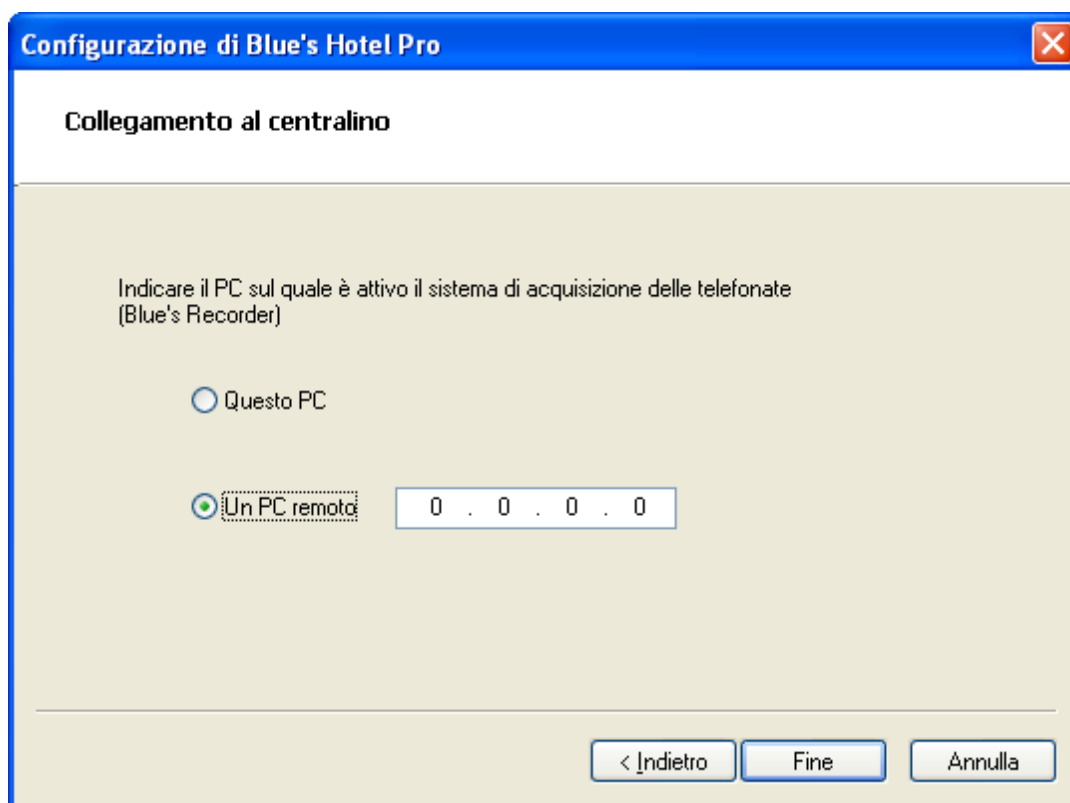 Configurazione di Blue's Hotel Pro
Collegamento al centralino
Indicare il PC sul quale è attivo il sistema di acquisizione delle telefonate
(Blue's Recorder)
Questo PC
Un PC remoto 0 . 0 . 0 . 0
< Indietro Fine Annulla